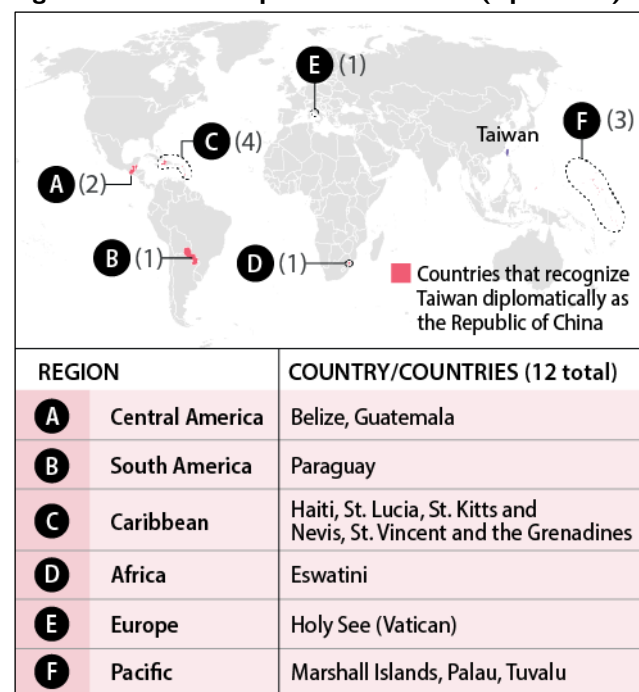 E (1)
C (4)
Taiwan
F (3)
A (2)
B (1)
D (1)
Countries that recognize
Taiwan diplomatically as
the Republic of China
REGION COUNTRY/COUNTRIES (12 total)
A Central America Belize, Guatemala
B South America Paraguay
C Caribbean Haiti, St. Lucia, St. Kitts and
Nevis, St. Vincent and the Grenadines
D Africa Eswatini
E Europe Holy See (Vatican)
F Pacific Marshall Islands, Palau, Tuvalu